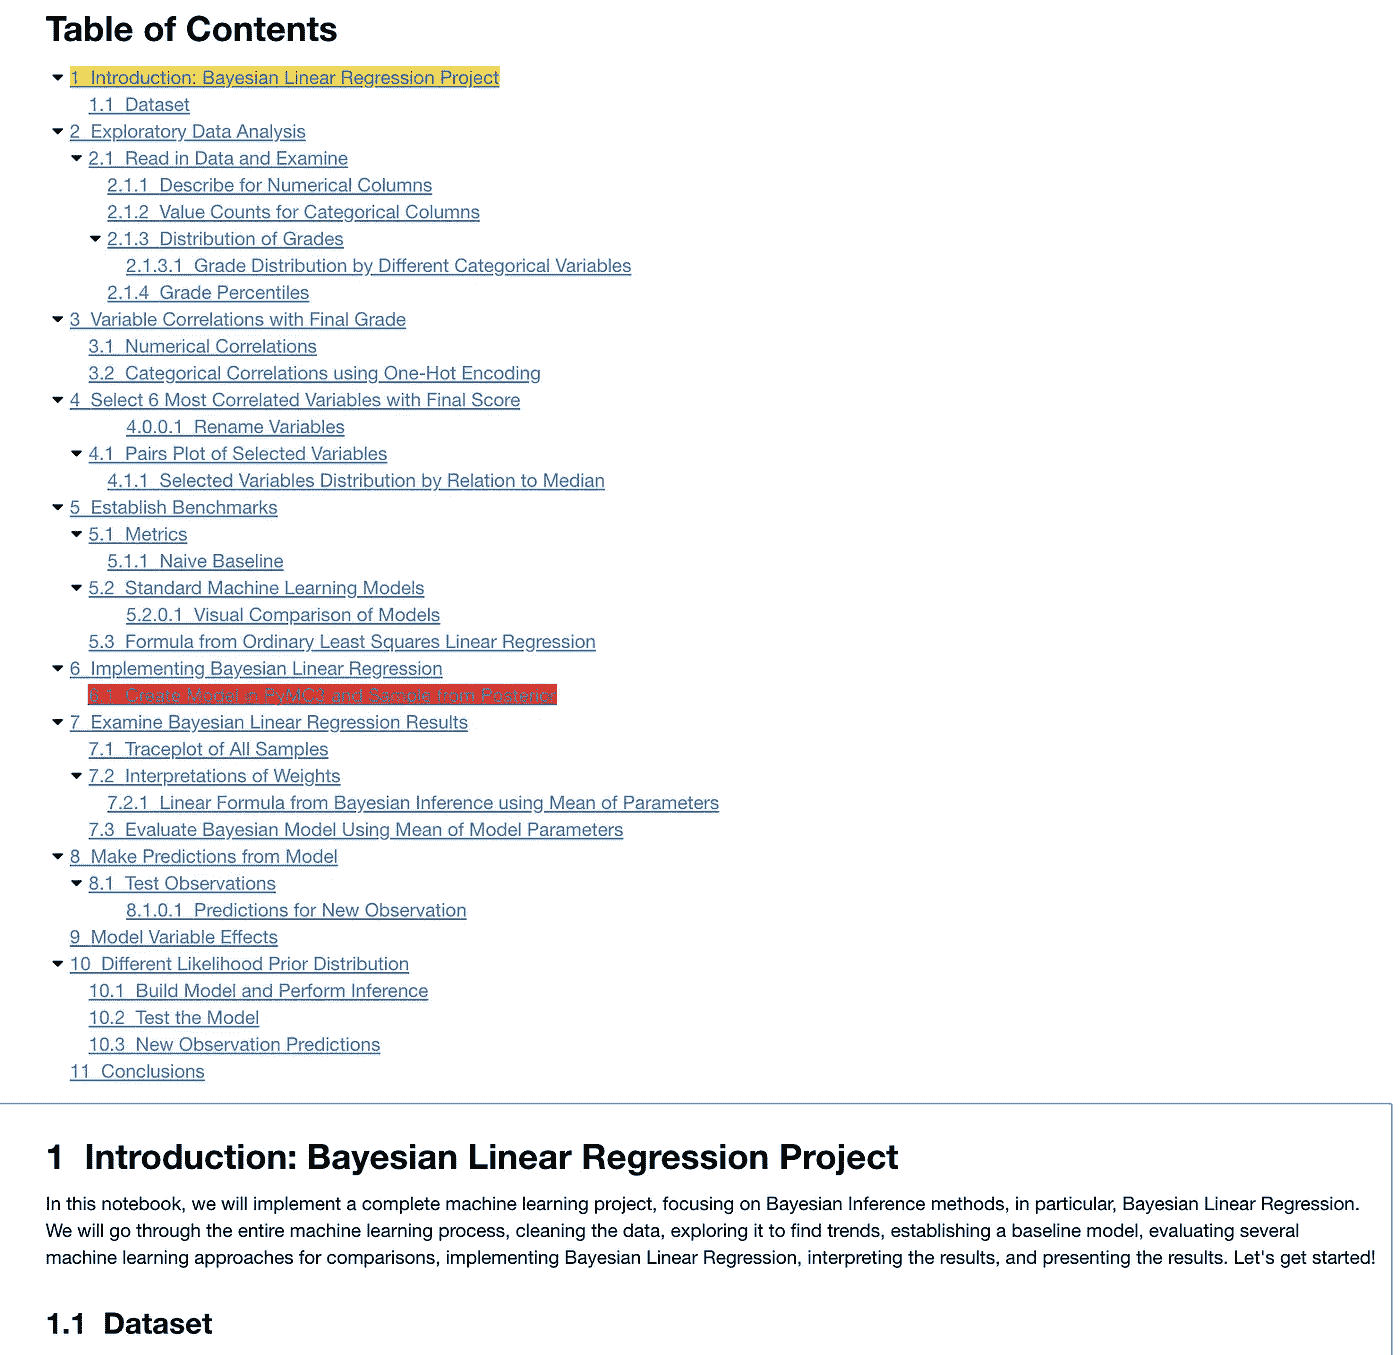 Table of Contents
1 Introduction: Bayesian Linear Regression Project
1.1 Dataset
2 Exploratory Data Analysis
2.1 Read in Data and Examine
2.1.1 Describe for Numerical Columns
2.1.2 Value Counts for Categorical Columns
2.1.3 Distribution of Grades
2.1.3.1 Grade Distribution by Different Categorical Variables
2.1.4 Grade Percentiles
3 Variable Correlations with Final Grade
3.1 Numerical Correlations
3.2 Categorical Correlations using One-Hot Encoding
4 Select 6 Most Correlated Variables with Final Score
4.0.0.1 Rename Variables
4.1 Pairs Plot of Selected Variables
4.1.1 Selected Variables Distribution by Relation to Median
5 Establish Benchmarks
5.1 Metrics
5.1.1 Naive Baseline
5.2 Standard Machine Learning Models
5.2.0.1 Visual Comparison of Models
5.3 Formula from Ordinary Least Squares Linear Regression
6 Implementing Bayesian Linear Regression
6.1 Create Model in PyMC3 and Sample from Posterior
7 Examine Bayesian Linear Regression Results
7.1 Traceplot of All Samples
7.2 Interpretations of Weights
7.2.1 Linear Formula from Bayesian Inference using Mean of Parameters
7.3 Evaluate Bayesian Model Using Mean of Model Parameters
8 Make Predictions from Model
8.1 Test Observations
8.1.0.1 Predictions for New Observation
9 Model Variable Effects
10 Different Likelihood Prior Distribution
10.1 Build Model and Perform Inference
10.2 Test the Model
10.3 New Observation Predictions
11 Conclusions
1 Introduction: Bayesian Linear Regression Project
In this notebook, we will implement a complete machine learning project, focusing on Bayesian Inference methods, in particular, Bayesian Linear Regression.
We will go through the entire machine learning process, cleaning the data, exploring it to find trends, establishing a baseline model, evaluating several
machine learning approaches for comparisons, implementing Bayesian Linear Regression, interpreting the results, and presenting the results. Let's get started!
1.1 Dataset